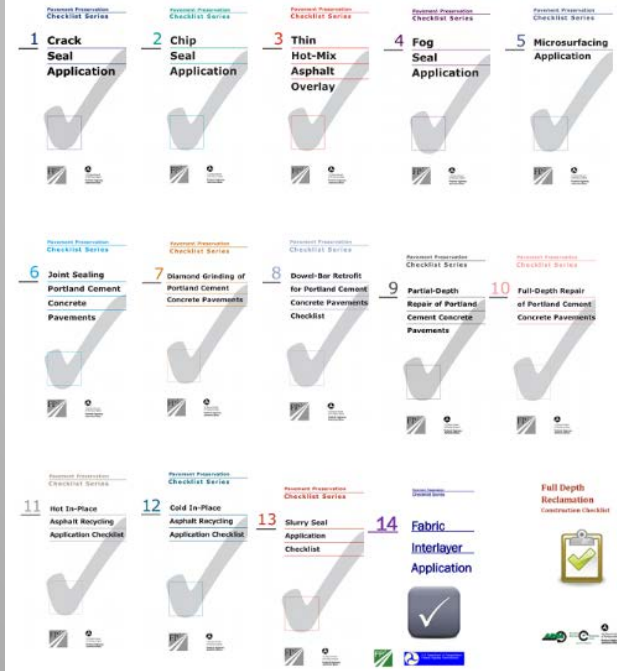 Pavement Preservation
Checklist Series
1 Crack
Seal
Application
Pavement Preservation
Checklist Series
2 Chip
Seal
Application
Pavement Preservation
Checklist Series
3 Thin
Hot-Mix
Asphalt
Overlay
Pavement Preservation
Checklist Series
4 Fog
Seal
Application
Pavement Preservation
Checklist Series
5 Microsurfacing
Application
Pavement Preservation
Checklist Series
6 Joint Sealing
Portland Cement
Concrete
Pavements
Pavement Preservation
Checklist Series
7 Diamond Grinding of
Portland Cement
Concrete Pavements
Pavement Preservation
Checklist Series
8 Dowel-Bar Retrofit
for Portland Cement
Concrete Pavements
Checklist
Pavement Preservation
Checklist Series
9 Partial-Depth
Repair of Portland
Cement Concrete
Pavements
Pavement Preservation
Checklist Series
10 Full-Depth Repair
of Portland Cement
Concrete Pavements
Pavement Preservation
Checklist Series
11 Hot In-Place
Asphalt Recycling
Application Checklist
Pavement Preservation
Checklist Series
12 Cold In-Place
Asphalt Recycling
Application Checklist
Pavement Preservation
Checklist Series
13 Slurry Seal
Application
Checklist
14 Fabric
Interlayer
Application
Full Depth
Reclamation
Construction Checklist